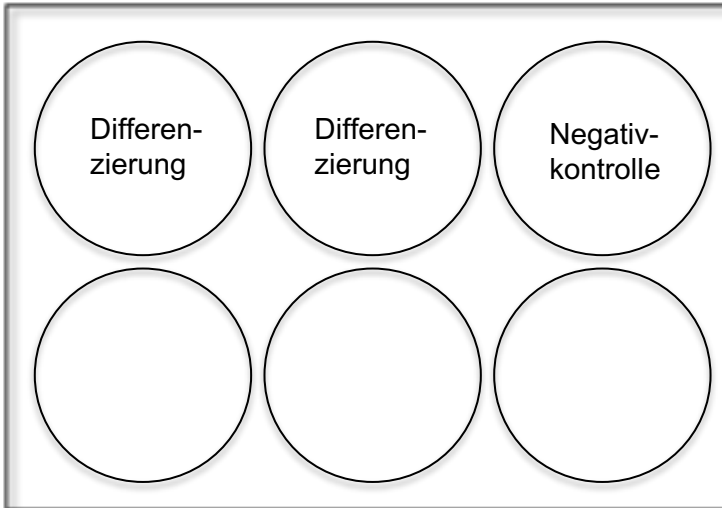 Differen-
zierung
Differen-
zierung
Negativ-
kontrolle